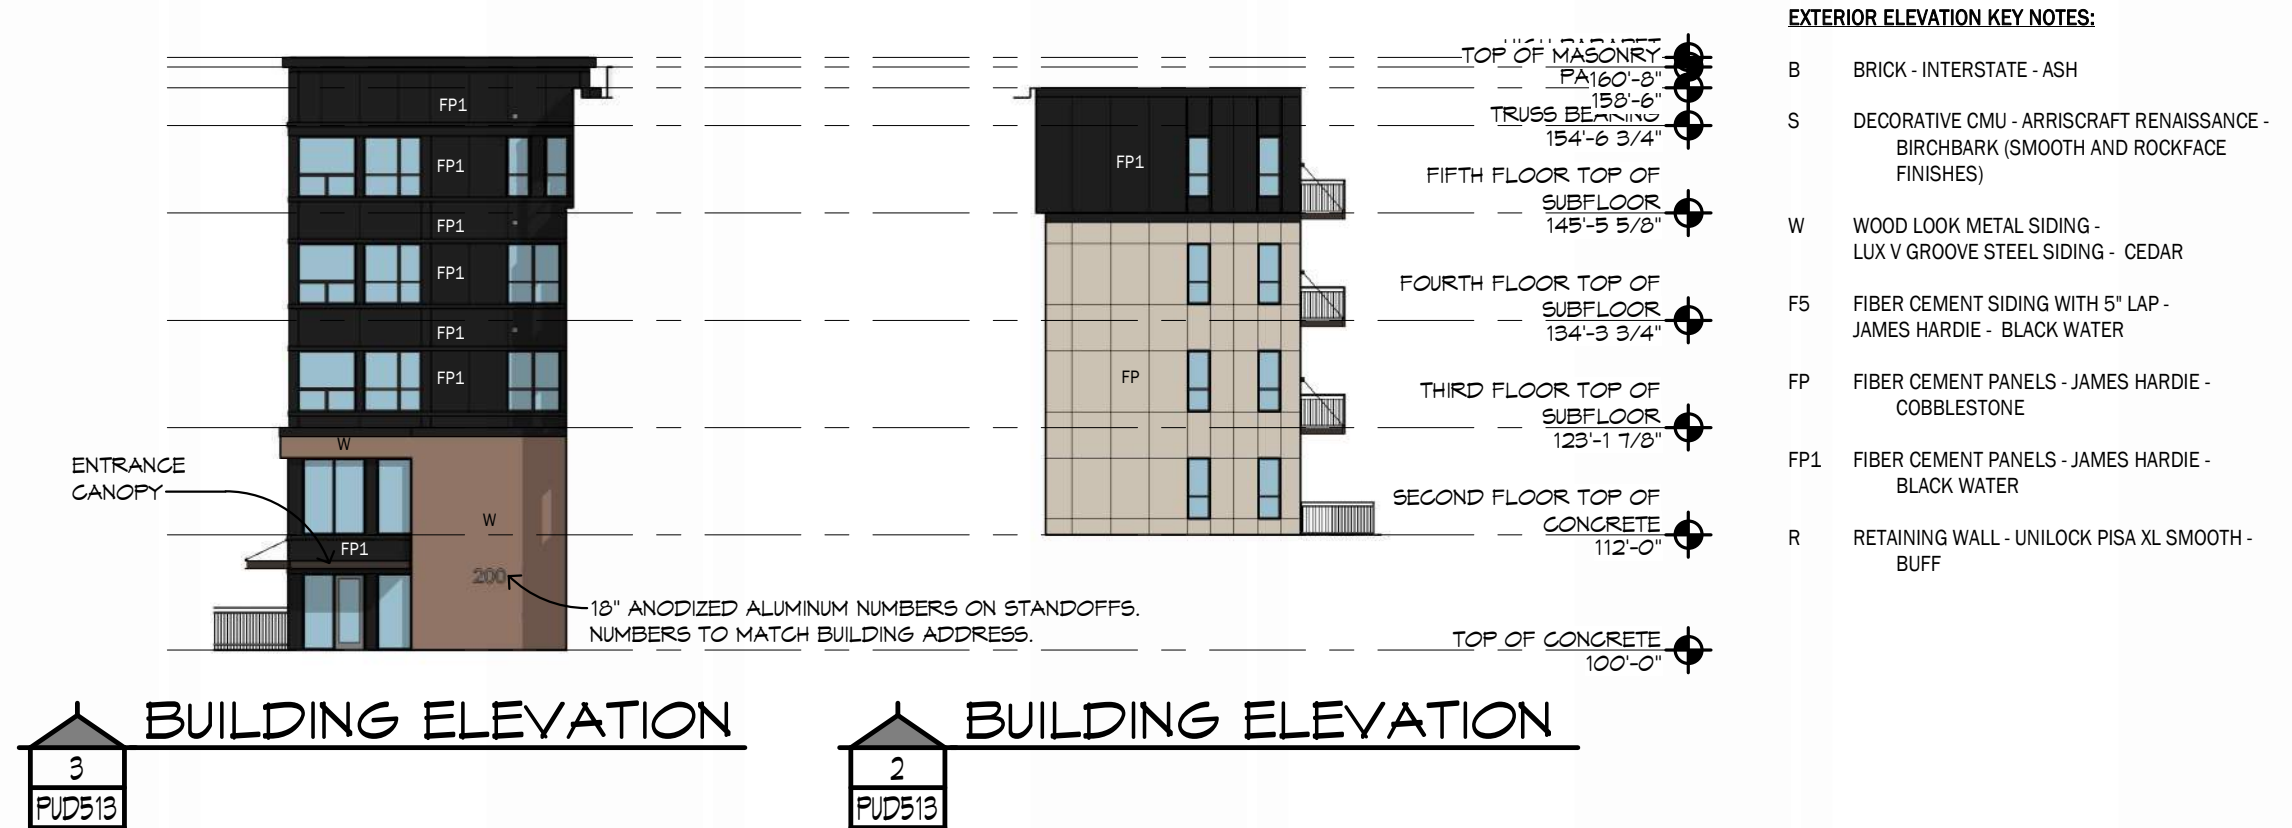 EXTERIOR ELEVATION KEY NOTES:
B BRICK - INTERSTATE - ASH
S DECORATIVE CMU - ARRISCRAFT RENAISSANCE -
BIRCHBARK (SMOOTH AND ROCKFACE
FINISHES)
W WOOD LOOK METAL SIDING -
LUX V GROOVE STEEL SIDING - CEDAR
F5 FIBER CEMENT SIDING WITH 5" LAP -
JAMES HARDIE - BLACK WATER
FP FIBER CEMENT PANELS - JAMES HARDIE -
COBBLESTONE
FP1 FIBER CEMENT PANELS - JAMES HARDIE -
BLACK WATER
R RETAINING WALL - UNILOCK PISA XL SMOOTH -
BUFF
TOP OF MASONRY
160'-8"
158'-6"
TRUSS BEARING
154'-6 3/4"
FIFTH FLOOR TOP OF
SUBFLOOR
145'-5 5/8"
FOURTH FLOOR TOP OF
SUBFLOOR
134'-3 3/4"
THIRD FLOOR TOP OF
SUBFLOOR
123'-1 7/8"
SECOND FLOOR TOP OF
CONCRETE
112'-0"
TOP OF CONCRETE
100'-0"
FP1
FP1
FP1
FP1
FP1
FP1
W
W
FP1
200
ENTRANCE
CANOPY
18" ANODIZED ALUMINUM NUMBERS ON STANDOFFS.
NUMBERS TO MATCH BUILDING ADDRESS.
FP1
FP
BUILDING ELEVATION
3
PUD513
BUILDING ELEVATION
2
PUD513